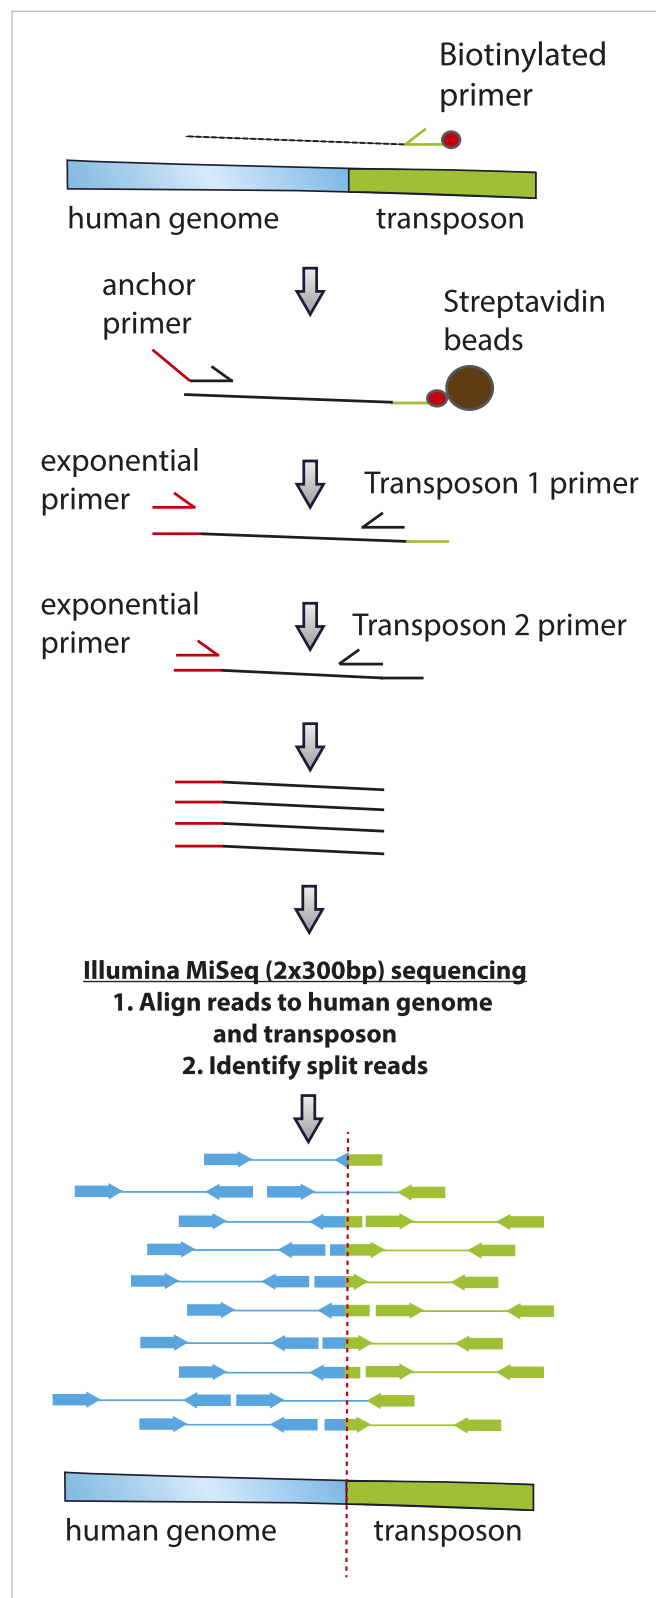 Biotinylated
primer
human genome
transposon
anchor
primer
Streptavidin
beads
exponential
primer
Transposon 1 primer
exponential
primer
Transposon 2 primer
Illumina MiSeq (2x300bp) sequencing
1. Align reads to human genome
and transposon
2. Identify split reads
human genome
transposon